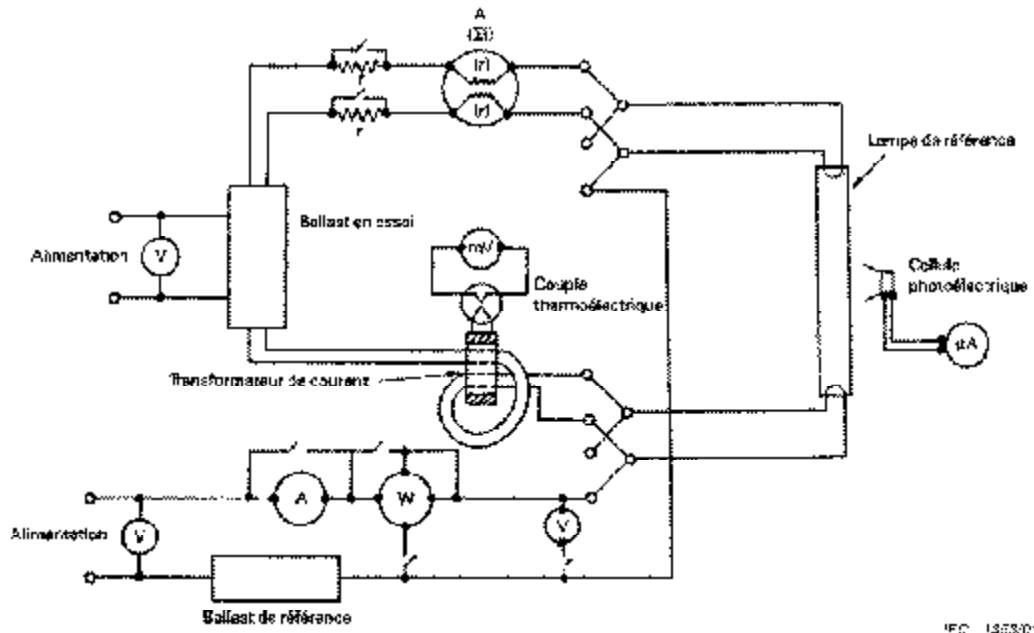 A
(Σi)
(r)
r
(r)
r
Lampe de référence
Ballast en essai
V
Alimentation
mV
Couple
thermoélectrique
Cellule
photoélectrique
µA
Transformateur de courant
A
W
V
Alimentation
V
Ballast de référence
IEC